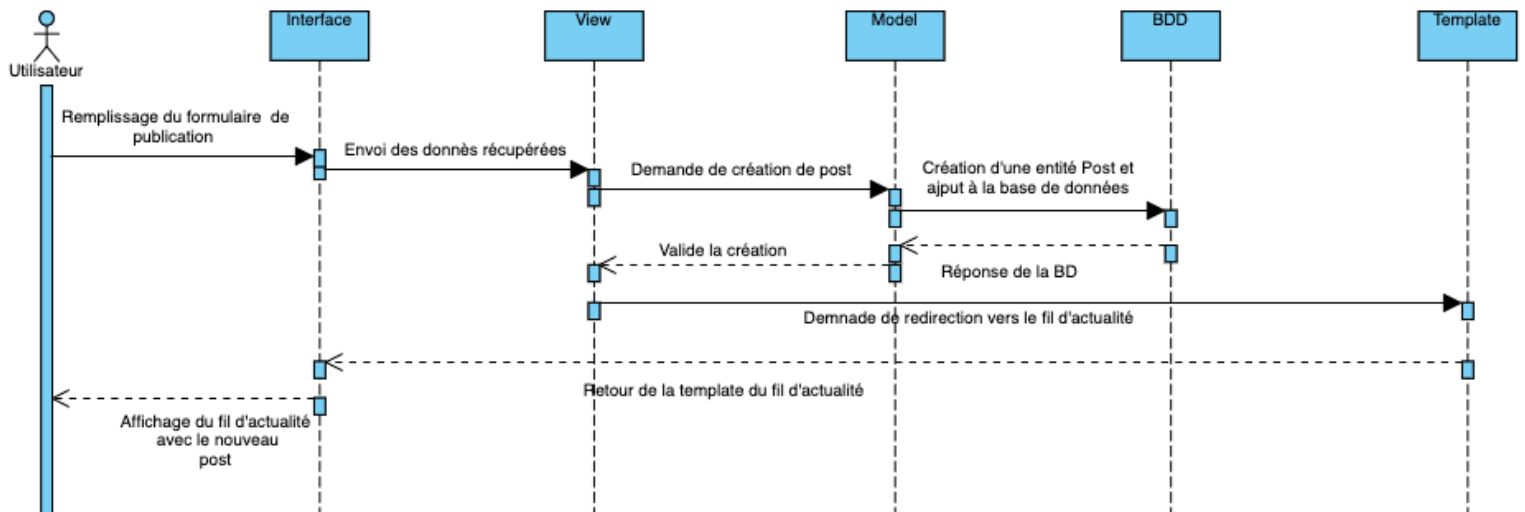 Interface
View
Model
BDD
Template
Utilisateur
Remplissage du formulaire de
publication
Envoi des donnès récupérées
Demande de création de post
Création d'une entité Post et
ajput à la base de données
Valide la création
Réponse de la BD
Demnade de redirection vers le fil d'actualité
Retour de la template du fil d'actualité
Affichage du fil d'actualité
avec le nouveau
post